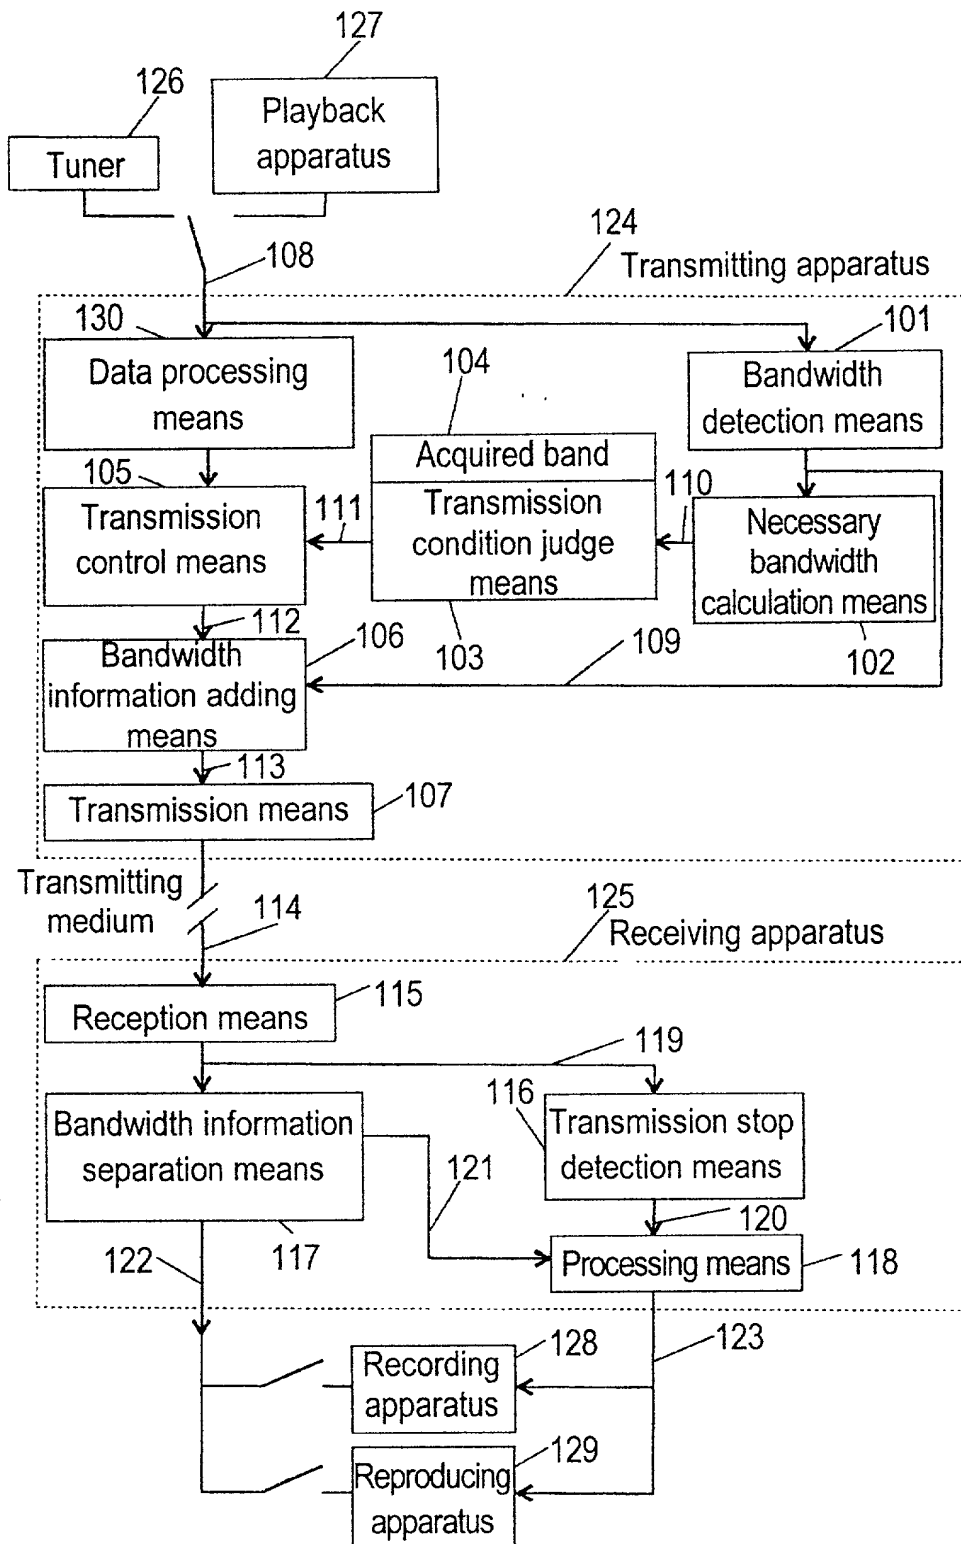 127
126
Playback
apparatus
Tuner
124
108
Transmitting apparatus
130
101
Data processing
means
104
Bandwidth
detection means
105
Acquired band
110
Transmission
control means
111
Transmission
condition judge
means
Necessary
bandwidth
calculation means
112
106
103
109
102
Bandwidth
information adding
means
113
Transmission means
107
Transmitting
medium
114
125
Receiving apparatus
Reception means
115
119
116
Bandwidth information
separation means
Transmission stop
detection means
121
120
122
117
Processing means
118
123
128
Recording
apparatus
129
Reproducing
apparatus